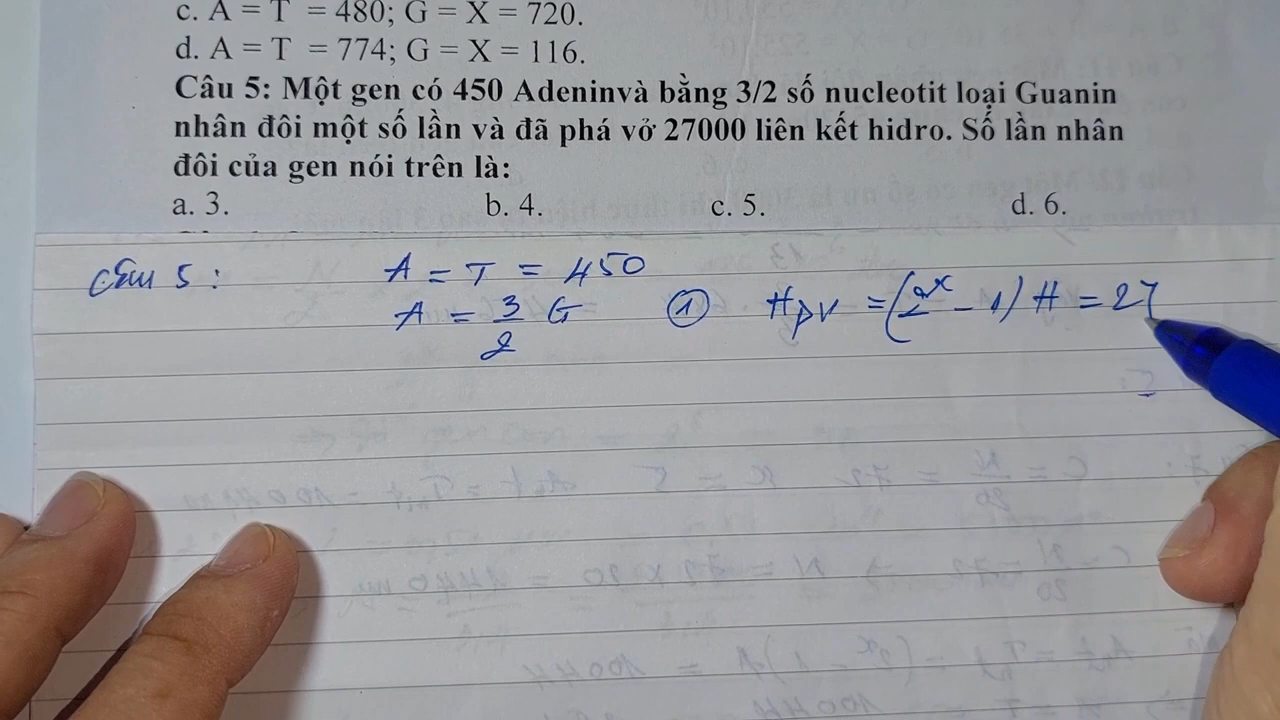 c. A = T = 480; G = X = 720.
d. A = T = 774; G = X = 116.
Câu 5: Một gen có 450 Adeninvà bằng 3/2 số nucleotit loại Guanin
nhân đôi một số lần và đã phá vở 27000 liên kết hidro. Số lần nhân
đôi của gen nói trên là:
a. 3. b. 4. c. 5. d. 6.
Câu 5: A = T = 450
A = 3/2 G ① Hpv = (2^x - 1) H = 27